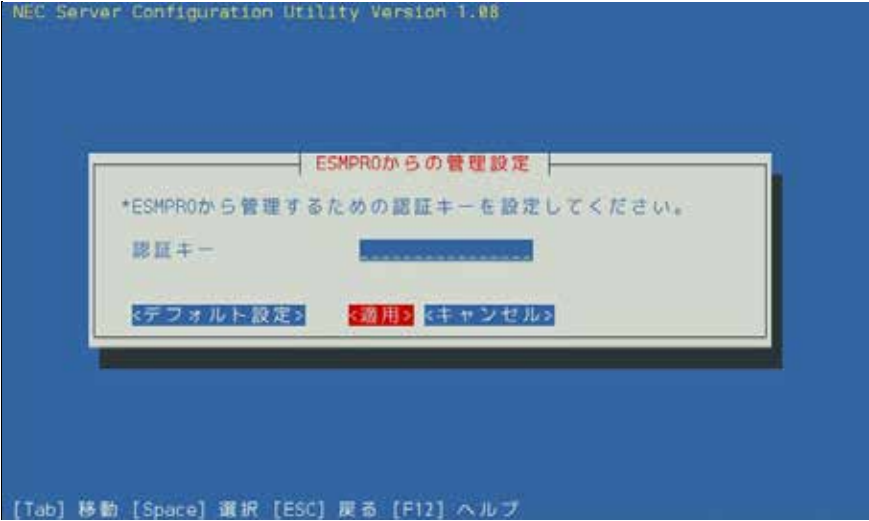 NEC Server Configuration Utility Version 1.08
ESMPROからの管理設定
*ESMPROから管理するための認証キーを設定してください。
認証キー
<デフォルト設定> <適用> <キャンセル>
[Tab] 移動 [Space] 選択 [ESC] 戻る [F12] ヘルプ